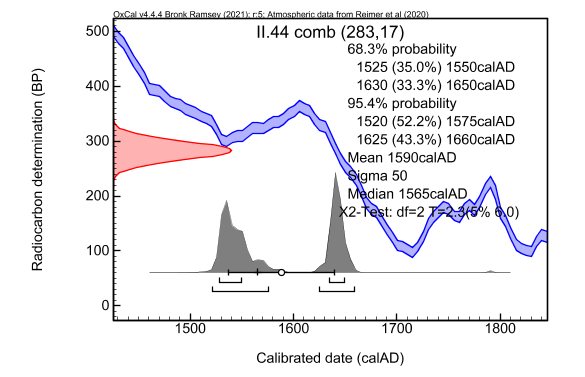 OxCal v4.4.4 Bronk Ramsey (2021); r:5; Atmospheric data from Reimer et al (2020)
II.44 comb (283,17)
68.3% probability
1525 (35.0%) 1550calAD
1630 (33.3%) 1650calAD
95.4% probability
1520 (52.2%) 1575calAD
1625 (43.3%) 1660calAD
Mean 1590calAD
Sigma 50
Median 1565calAD
X2-Test: df=2 T=2.3(5% 6.0)
Radiocarbon determination (BP)
500
400
300
200
100
0
1500 1600 1700 1800
Calibrated date (calAD)